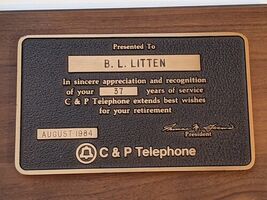 Presented To
B. L. LITTEN
In sincere appreciation and recognition
of your 37 years of service
C & P Telephone extends best wishes
for your retirement
AUGUST 1984
President
C & P Telephone